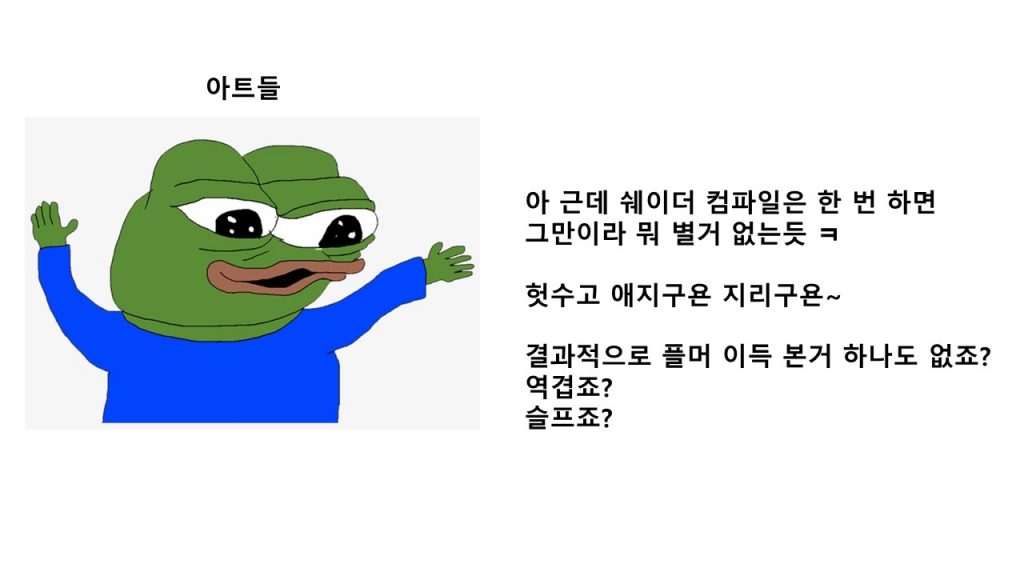 아트들
아 근데 쉐이더 컴파일은 한 번 하면
그만이라 뭐 별거 없는듯 ㅋ
헛수고 애지구욘 지리구욘~
결과적으로 플머 이득 본거 하나도 없죠?
역겹죠?
슬프죠?